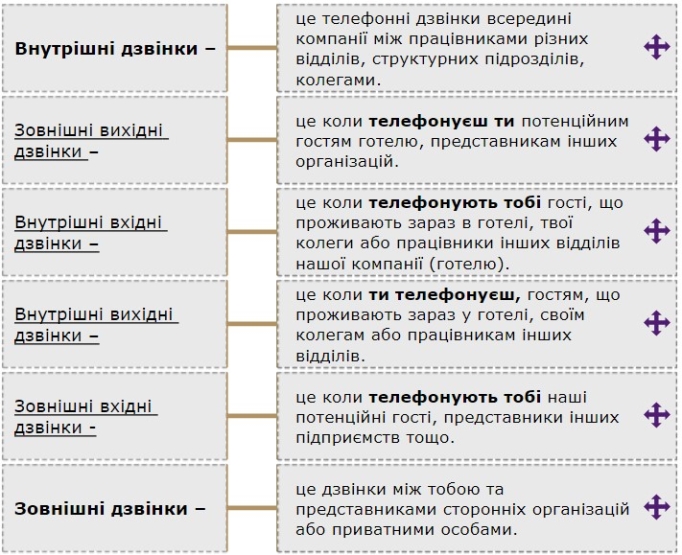 Внутрішні дзвінки –
це телефонні дзвінки всередині
компанії між працівниками різних
відділів, структурних підрозділів,
колегами.
Зовнішні вихідні
дзвінки –
це коли телефонуєш ти потенційним
гостям готелю, представникам інших
організацій.
Внутрішні вхідні
дзвінки –
це коли телефонують тобі гості, що
проживають зараз в готелі, твої
колеги або працівники інших відділів
нашої компанії (готелю).
Внутрішні вихідні
дзвінки –
це коли ти телефонуєш, гостям, що
проживають зараз у готелі, своїм
колегам або працівникам інших
відділів.
Зовнішні вхідні
дзвінки -
це коли телефонують тобі наші
потенційні гості, представники інших
підприємств тощо.
Зовнішні дзвінки –
це дзвінки між тобою та
представниками сторонніх організацій
або приватними особами.